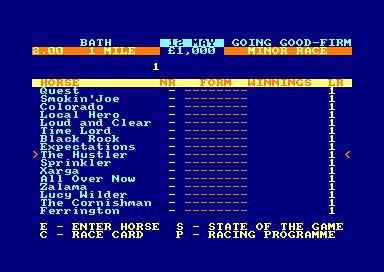 BATH 12 MAY GOING GOOD-FIRM
2.00 1 MILE £1,000 MINOR RACE
1
HORSE NR FORM WINNINGS LR
Quest - -------- 1
Smokin'Joe - -------- 1
Colorado - -------- 1
Local Hero - -------- 1
Loud and Clear - -------- 1
Time Lord - -------- 1
Black Rock - -------- 1
Expectations - -------- 1
>The Hustler - -------- 1 <
Sprinkler - -------- 1
Xarga - -------- 1
All Over Now - -------- 1
Zalama - -------- 1
Lucy Wilder - -------- 1
The Cornishman - -------- 1
Ferrington - -------- 1
E - ENTER HORSE S - STATE OF THE GAME
C - RACE CARD P - RACING PROGRAMME